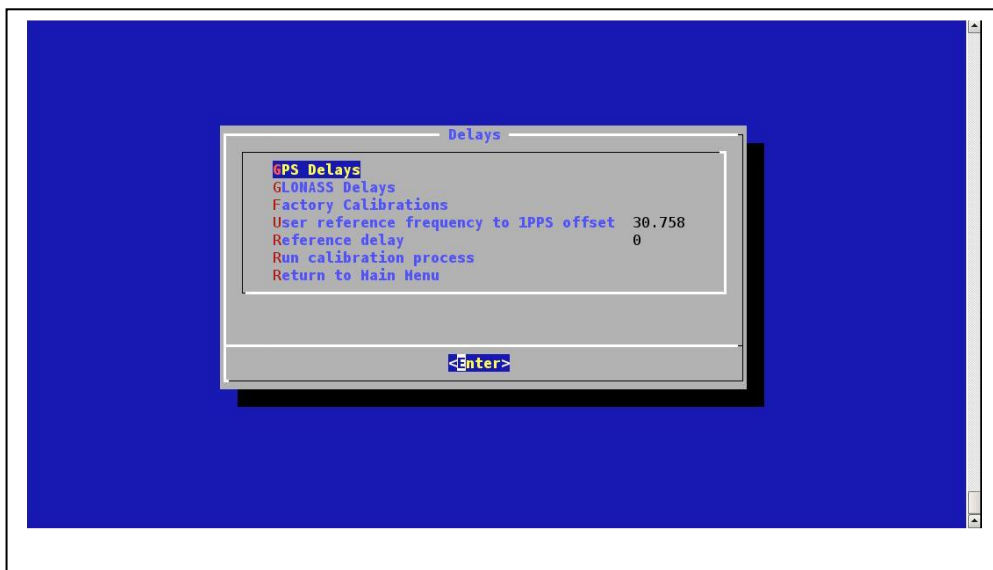 Delays
GPS Delays
GLONASS Delays
Factory Calibrations
User reference frequency to 1PPS offset 30.758
Reference delay 0
Run calibration process
Return to Main Menu
<Enter>